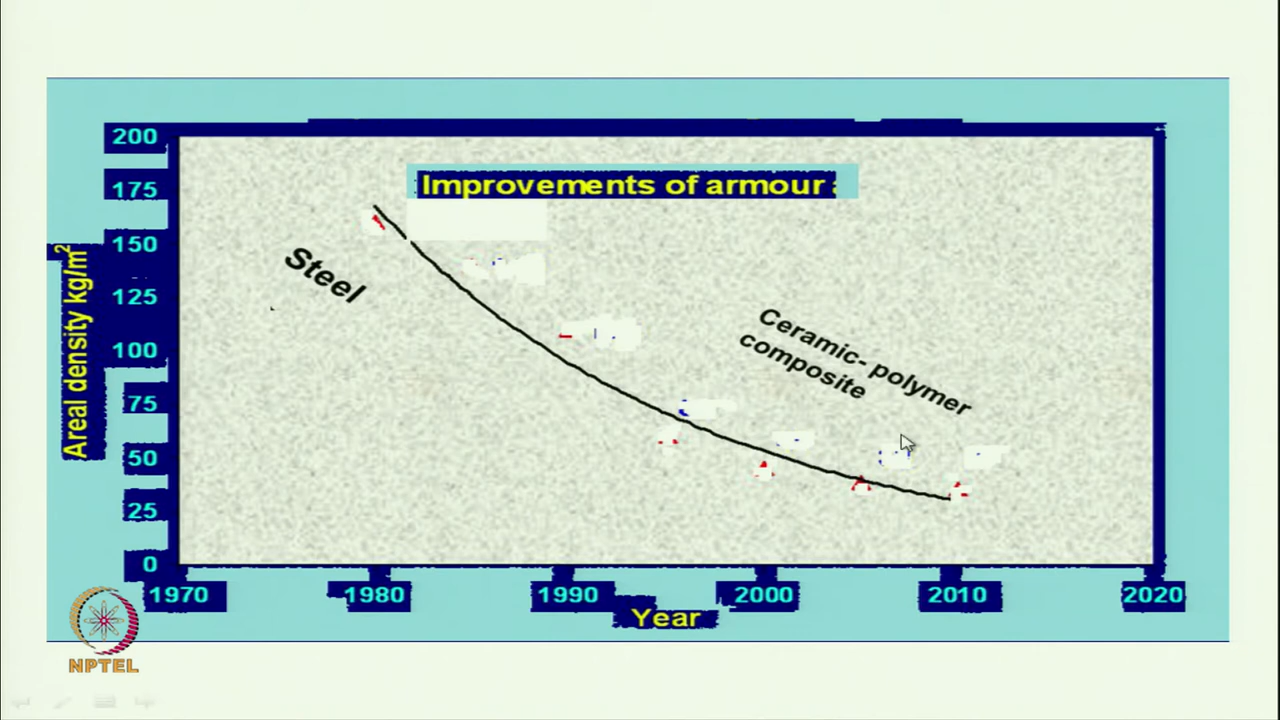 Improvements of armour
200
175
150
125
100
75
50
25
0
Areal density kg/m²
Steel
Ceramic-polymer
composite
1970 1980 1990 2000 2010 2020
Year
NPTEL